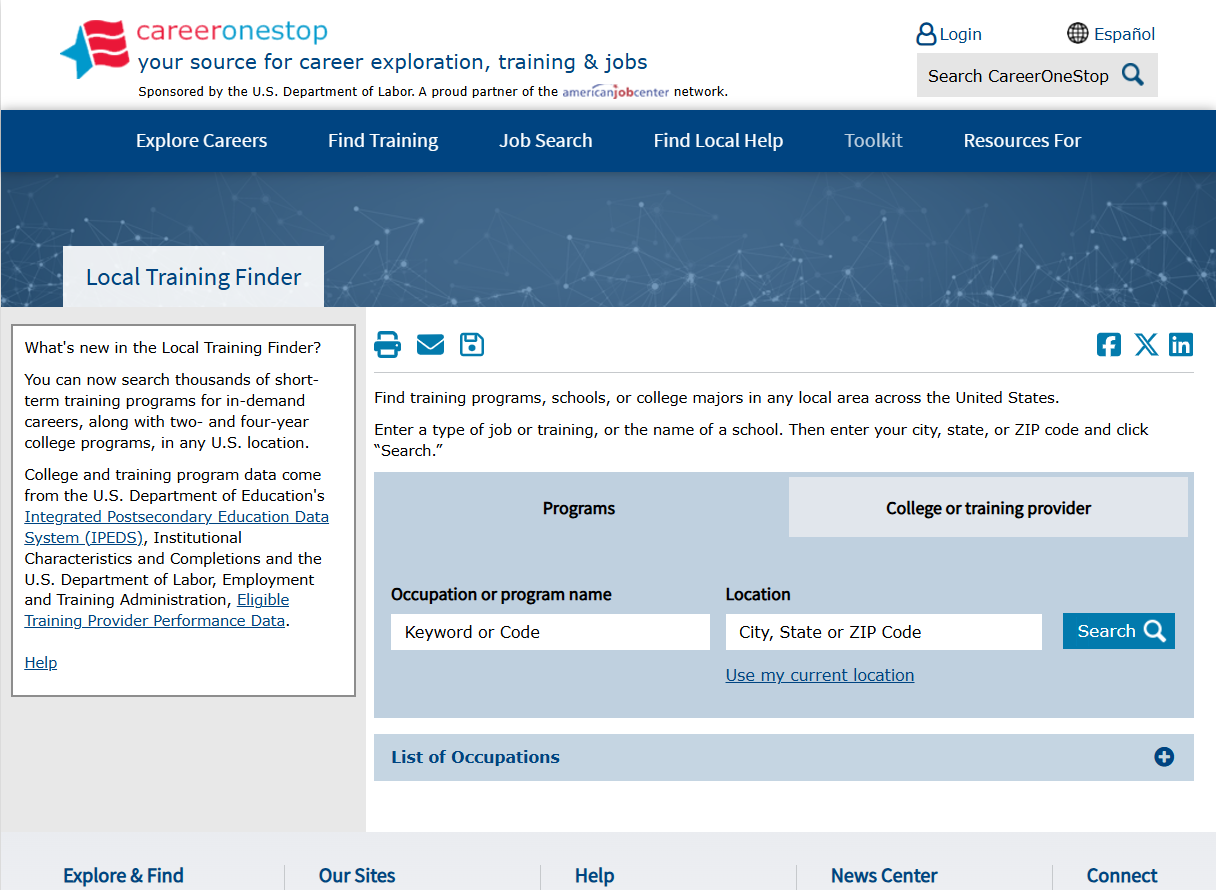 careeronestop
your source for career exploration, training & jobs
Sponsored by the U.S. Department of Labor. A proud partner of the americanjobcenter network.
Login
Español
Search CareerOneStop
Explore Careers
Find Training
Job Search
Find Local Help
Toolkit
Resources For
Local Training Finder
What's new in the Local Training Finder?
You can now search thousands of short-
term training programs for in-demand
careers, along with two- and four-year
college programs, in any U.S. location.
College and training program data come
from the U.S. Department of Education's
Integrated Postsecondary Education Data
System (IPEDS), Institutional
Characteristics and Completions and the
U.S. Department of Labor, Employment
and Training Administration, Eligible
Training Provider Performance Data.
Help
Find training programs, schools, or college majors in any local area across the United States.
Enter a type of job or training, or the name of a school. Then enter your city, state, or ZIP code and click
“Search.”
Programs
College or training provider
Occupation or program name
Location
Keyword or Code
City, State or ZIP Code
Search
Use my current location
List of Occupations
Explore & Find
Our Sites
Help
News Center
Connect